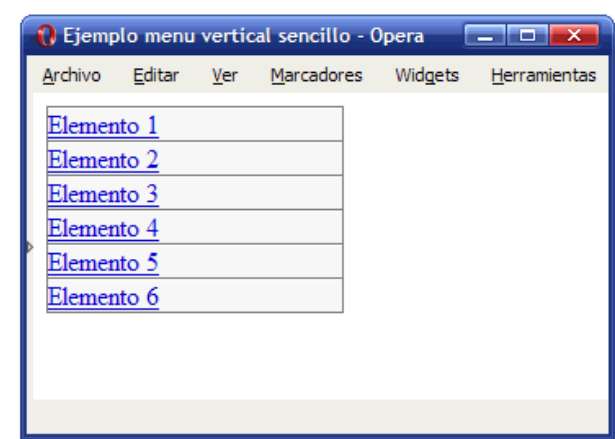 Ejemplo menu vertical sencillo - Opera
Archivo Editar Ver Marcadores Widgets Herramientas
Elemento 1
Elemento 2
Elemento 3
Elemento 4
Elemento 5
Elemento 6